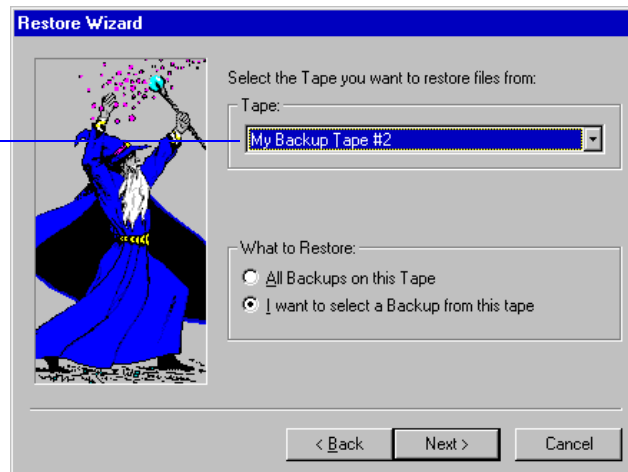 Restore Wizard
Select the Tape you want to restore files from:
Tape:
My Backup Tape #2
What to Restore:
All Backups on this Tape
I want to select a Backup from this tape
< Back
Next >
Cancel